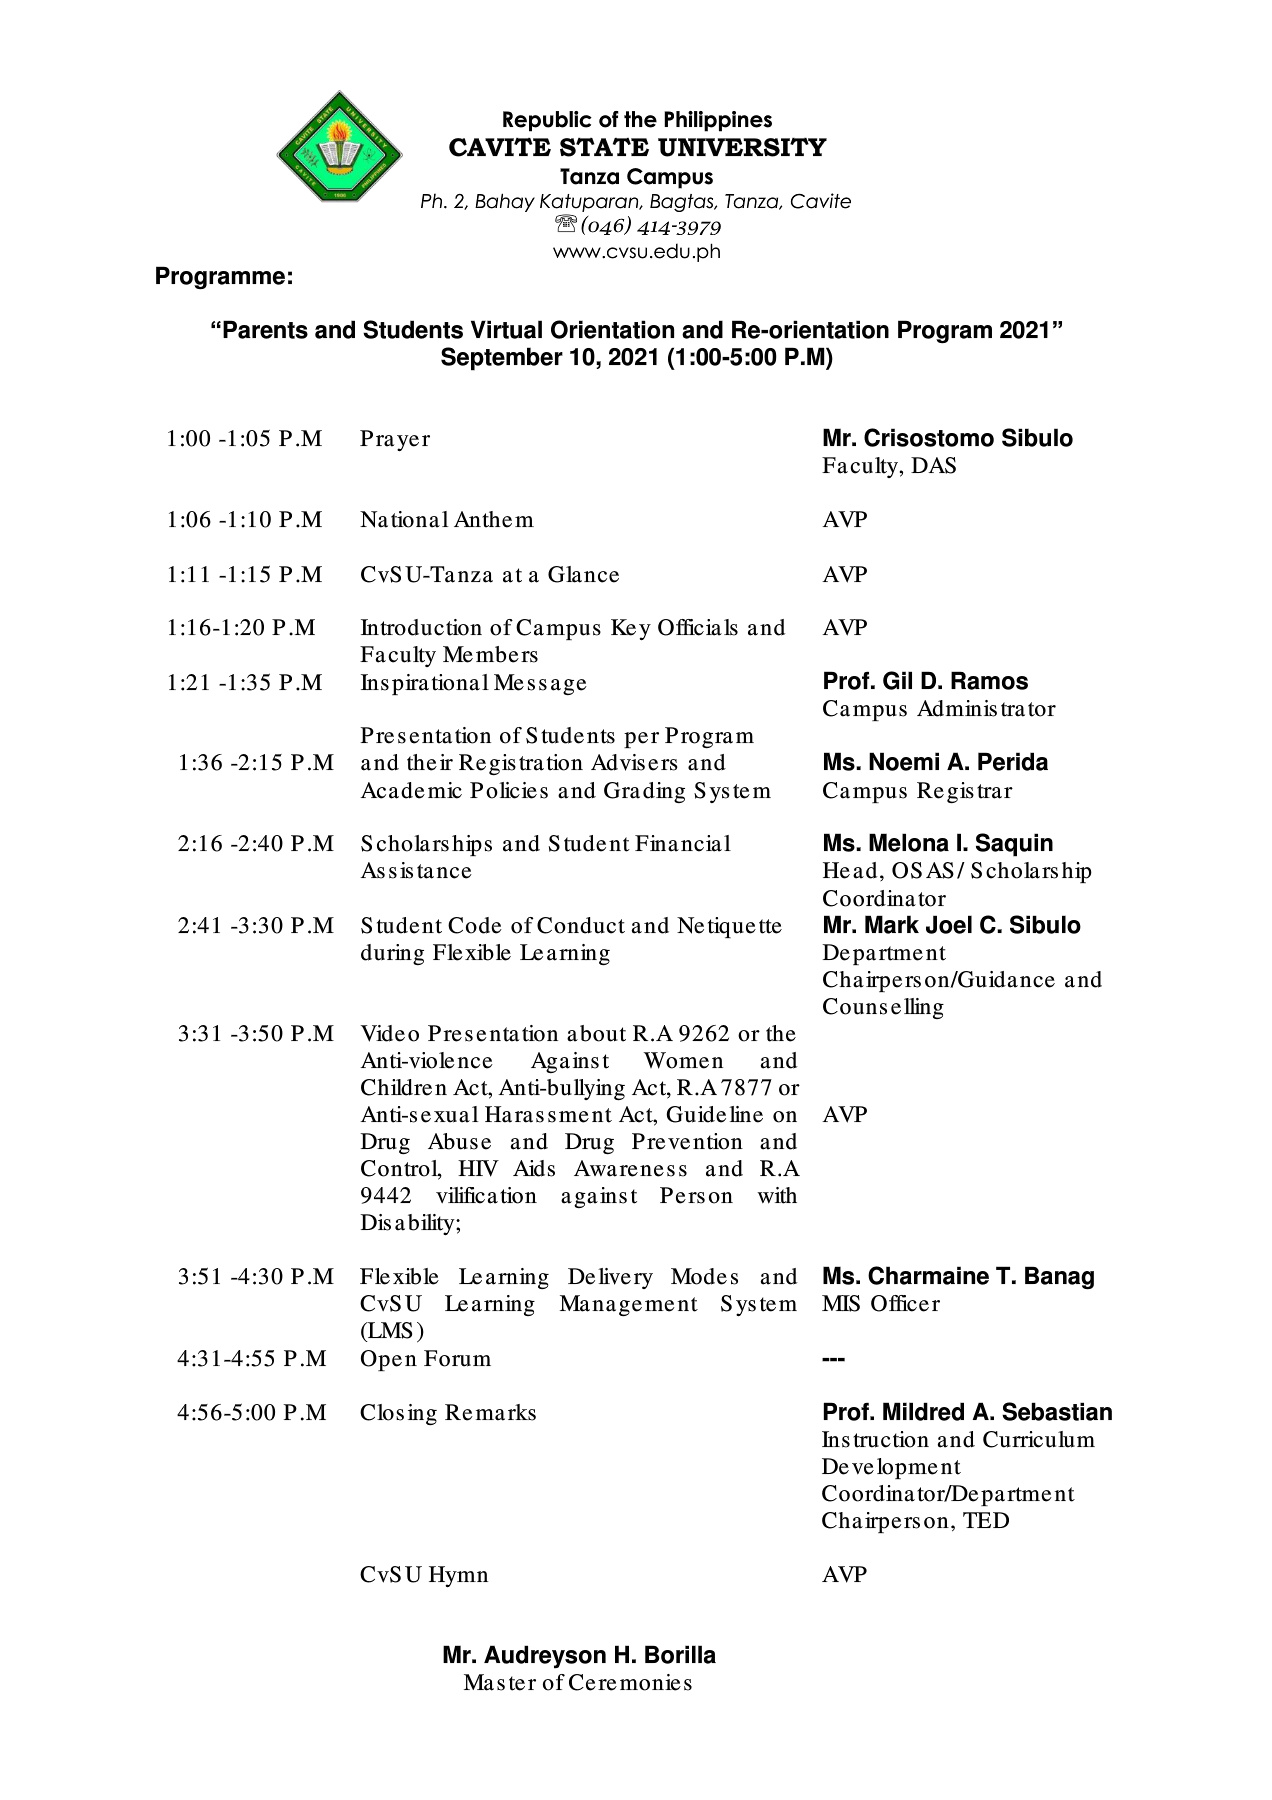 Republic of the Philippines
CAVITE STATE UNIVERSITY
Tanza Campus
Ph. 2, Bahay Katuparan, Bagtas, Tanza, Cavite
☏(046) 414-3979
www.cvsu.edu.ph
CAVITE STATE UNIVERSITY
CAVITE PHILIPPINES
1906
Programme:
“Parents and Students Virtual Orientation and Re-orientation Program 2021”
September 10, 2021 (1:00-5:00 P.M)
1:00 -1:05 P.M Prayer Mr. Crisostomo Sibulo
Faculty, DAS
1:06 -1:10 P.M National Anthem AVP
1:11 -1:15 P.M CvSU-Tanza at a Glance AVP
1:16-1:20 P.M Introduction of Campus Key Officials and AVP
Faculty Members
1:21 -1:35 P.M Inspirational Message Prof. Gil D. Ramos
Campus Administrator
Presentation of Students per Program
1:36 -2:15 P.M and their Registration Advisers and Ms. Noemi A. Perida
Academic Policies and Grading System Campus Registrar
2:16 -2:40 P.M Scholarships and Student Financial Ms. Melona I. Saquin
Assistance Head, OSAS/ Scholarship
Coordinator
2:41 -3:30 P.M Student Code of Conduct and Netiquette Mr. Mark Joel C. Sibulo
during Flexible Learning Department
Chairperson/Guidance and
Counselling
3:31 -3:50 P.M Video Presentation about R.A 9262 or the
Anti-violence Against Women and
Children Act, Anti-bullying Act, R.A 7877 or
Anti-sexual Harassment Act, Guideline on AVP
Drug Abuse and Drug Prevention and
Control, HIV Aids Awareness and R.A
9442 vilification against Person with
Disability;
3:51 -4:30 P.M Flexible Learning Delivery Modes and Ms. Charmaine T. Banag
CvSU Learning Management System MIS Officer
(LMS)
4:31-4:55 P.M Open Forum ---
4:56-5:00 P.M Closing Remarks Prof. Mildred A. Sebastian
Instruction and Curriculum
Development
Coordinator/Department
Chairperson, TED
CvSU Hymn AVP
Mr. Audreyson H. Borilla
Master of Ceremonies